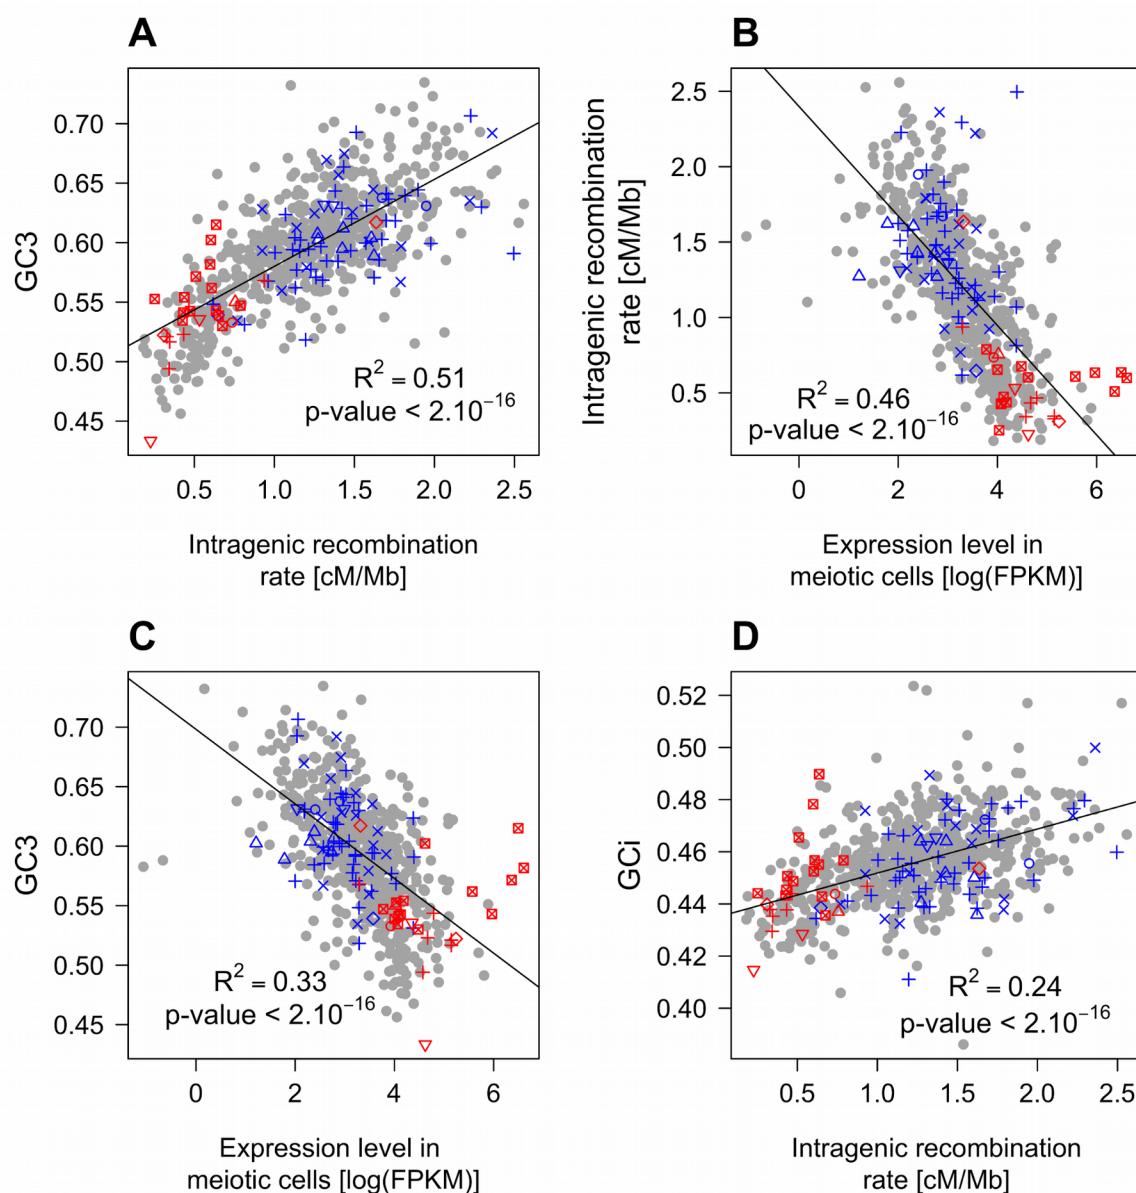 A
GC3
0.70
0.65
0.60
0.55
0.50
0.45
R² = 0.51
p-value < 2.10⁻¹⁶
0.5 1.0 1.5 2.0 2.5
Intragenic recombination
rate [cM/Mb]
B
Intragenic recombination
rate [cM/Mb]
2.5
2.0
1.5
1.0
0.5
R² = 0.46
p-value < 2.10⁻¹⁶
0 2 4 6
Expression level in
meiotic cells [log(FPKM)]
C
GC3
0.70
0.65
0.60
0.55
0.50
0.45
R² = 0.33
p-value < 2.10⁻¹⁶
0 2 4 6
Expression level in
meiotic cells [log(FPKM)]
D
GCi
0.52
0.50
0.48
0.46
0.44
0.42
0.40
R² = 0.24
p-value < 2.10⁻¹⁶
0.5 1.0 1.5 2.0 2.5
Intragenic recombination
rate [cM/Mb]